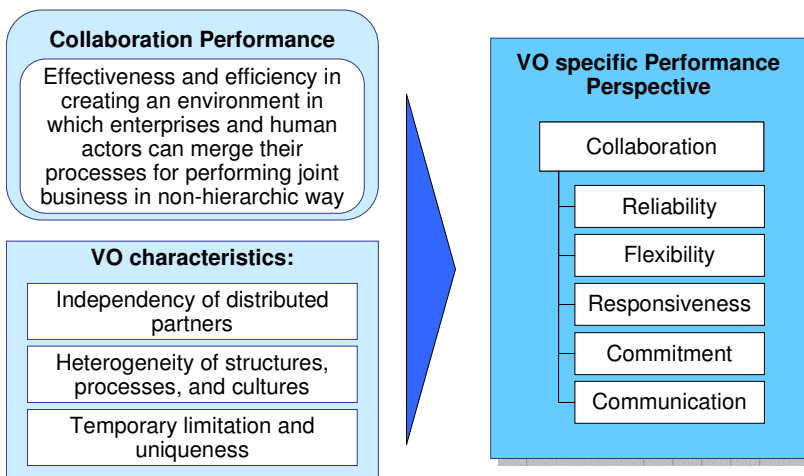 Collaboration Performance
Effectiveness and efficiency in
creating an environment in
which enterprises and human
actors can merge their
processes for performing joint
business in non-hierarchic way
VO characteristics:
Independency of distributed
partners
Heterogeneity of structures,
processes, and cultures
Temporary limitation and
uniqueness
VO specific Performance
Perspective
Collaboration
Reliability
Flexibility
Responsiveness
Commitment
Communication